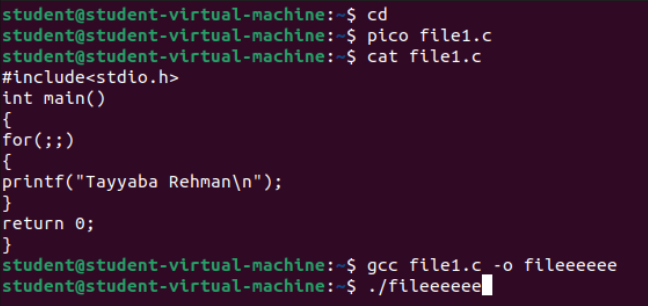 student@student-virtual-machine:~$ cd
student@student-virtual-machine:~$ pico file1.c
student@student-virtual-machine:~$ cat file1.c
#include<stdio.h>
int main()
{
for(;;)
{
printf("Tayyaba Rehman\n");
}
return 0;
}
student@student-virtual-machine:~$ gcc file1.c -o fileeeeee
student@student-virtual-machine:~$ ./fileeeeee